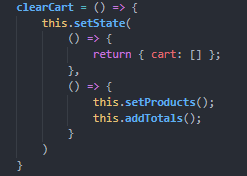 clearCart = () => {
this.setState(
() => {
return { cart: [] };
},
() => {
this.setProducts();
this.addTotals();
}
)
}